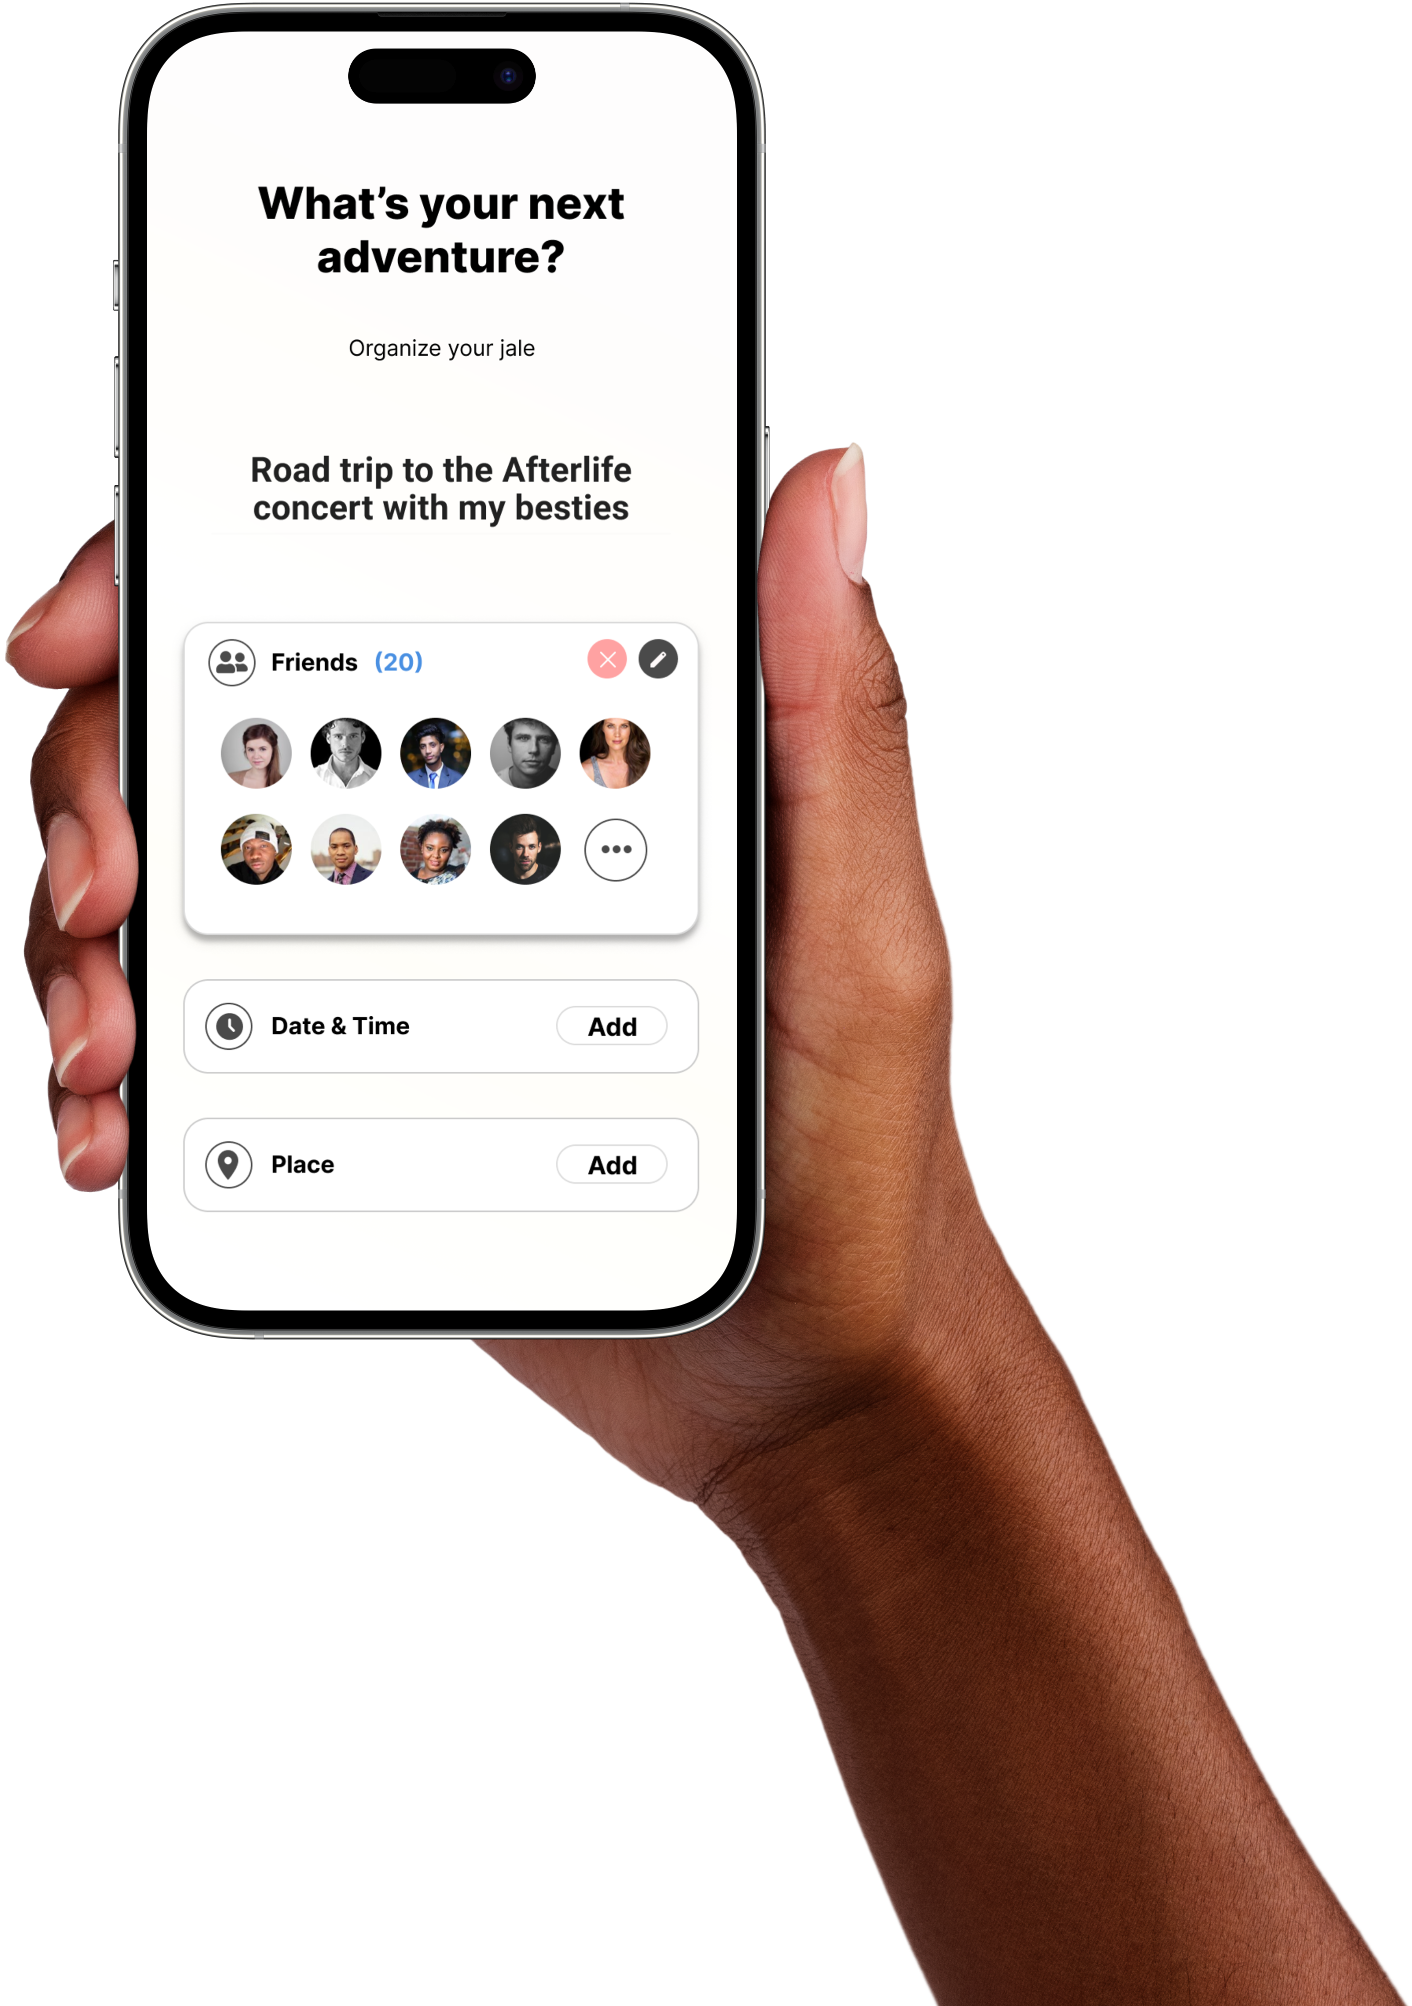 What’s your next
adventure?
Organize your jale
Road trip to the Afterlife
concert with my besties
Friends (20)
Date & Time
Add
Place
Add